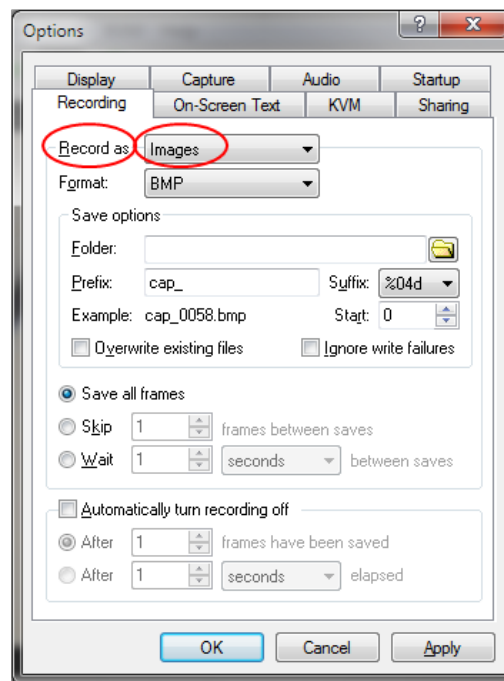 Options
Display Capture Audio Startup
Recording On-Screen Text KVM Sharing
Record as: Images
Format: BMP
Save options
Folder:
Prefix: cap_ Suffix: %04d
Example: cap_0058.bmp Start: 0
Overwrite existing files Ignore write failures
Save all frames
Skip 1 frames between saves
Wait 1 seconds between saves
Automatically turn recording off
After 1 frames have been saved
After 1 seconds elapsed
OK Cancel Apply